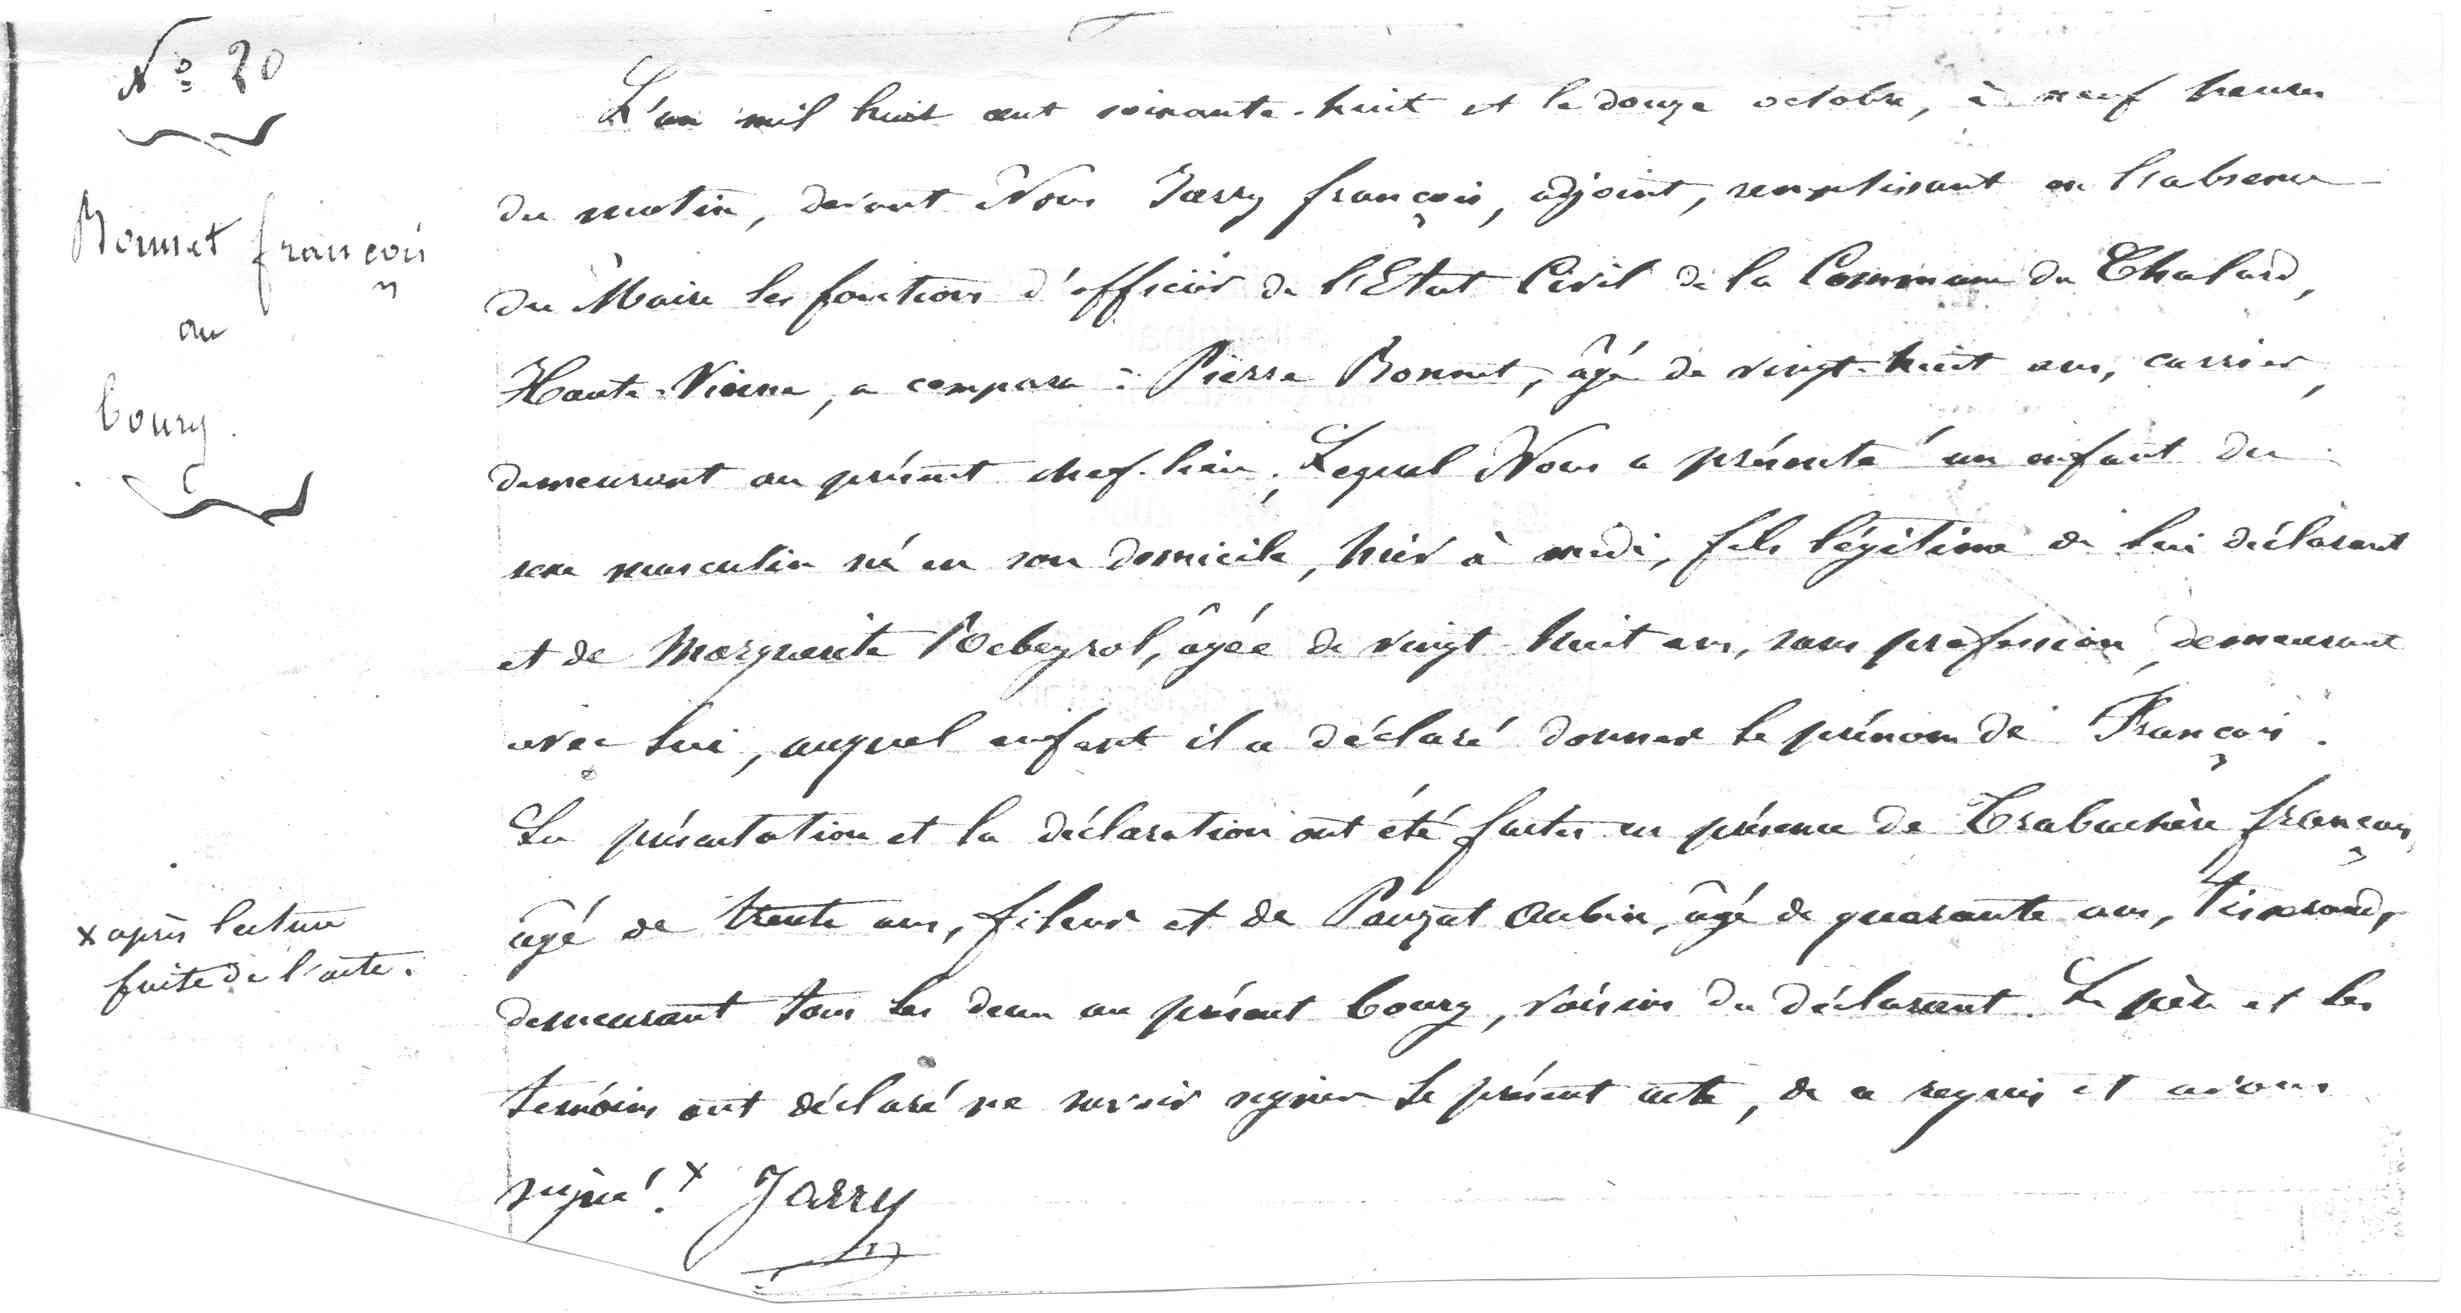 N° 20
Bonnet françois
au
bourg.
L'an mil huit cent soixante-huit et le douze octobre, à neuf heures
du matin, devant Nous Jarry françois, adjoint, remplissant en l'absence
du Maire les fonctions d'officier de l'Etat Civil de la Commune du Chalard,
Haute-Vienne, a comparu : Pierre Bonnet, âgé de vingt-huit ans, carrier,
demeurant au présent chef-lieu ; Lequel Nous a présenté un enfant du
sexe masculin né en son domicile, hier à midi, fils légitime de lui déclarant
et de Marguerite Rebeyrol, âgée de vingt-huit ans, sans profession, demeurant
avec lui, auquel enfant il a déclaré donner le prénom de François.
La présentation et la déclaration ont été faites en présence de Trabuchère françois,
âgé de trente ans, fileur et de Pauzat Aubin, âgé de quarante ans, tisserand,
demeurant tous les deux au présent bourg, voisins du déclarant. Le père et les
témoins ont déclaré ne savoir signer le présent acte, de ce requis et avons
signé. x Jarry
x après lecture
faite de l'acte.